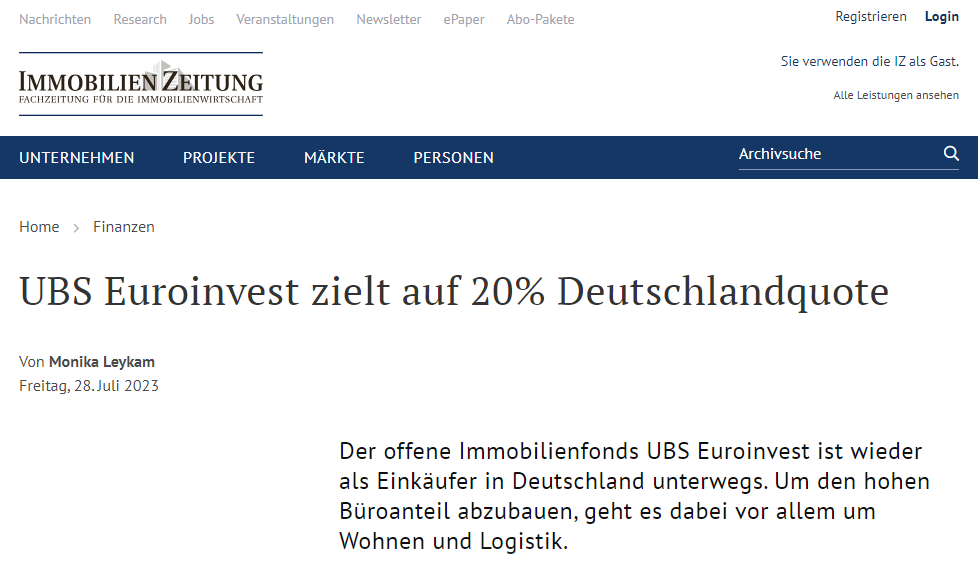 Nachrichten Research Jobs Veranstaltungen Newsletter ePaper Abo-Pakete
Registrieren Login
Sie verwenden die IZ als Gast.
Alle Leistungen ansehen
IMMOBILIEN ZEITUNG
FACHZEITUNG FÜR DIE IMMOBILIENWIRTSCHAFT
UNTERNEHMEN PROJEKTE MÄRKTE PERSONEN Archivsuche
Home > Finanzen
UBS Euroinvest zielt auf 20% Deutschlandquote
Von Monika Leykam
Freitag, 28. Juli 2023
Der offene Immobilienfonds UBS Euroinvest ist wieder
als Einkäufer in Deutschland unterwegs. Um den hohen
Büroanteil abzubauen, geht es dabei vor allem um
Wohnen und Logistik.